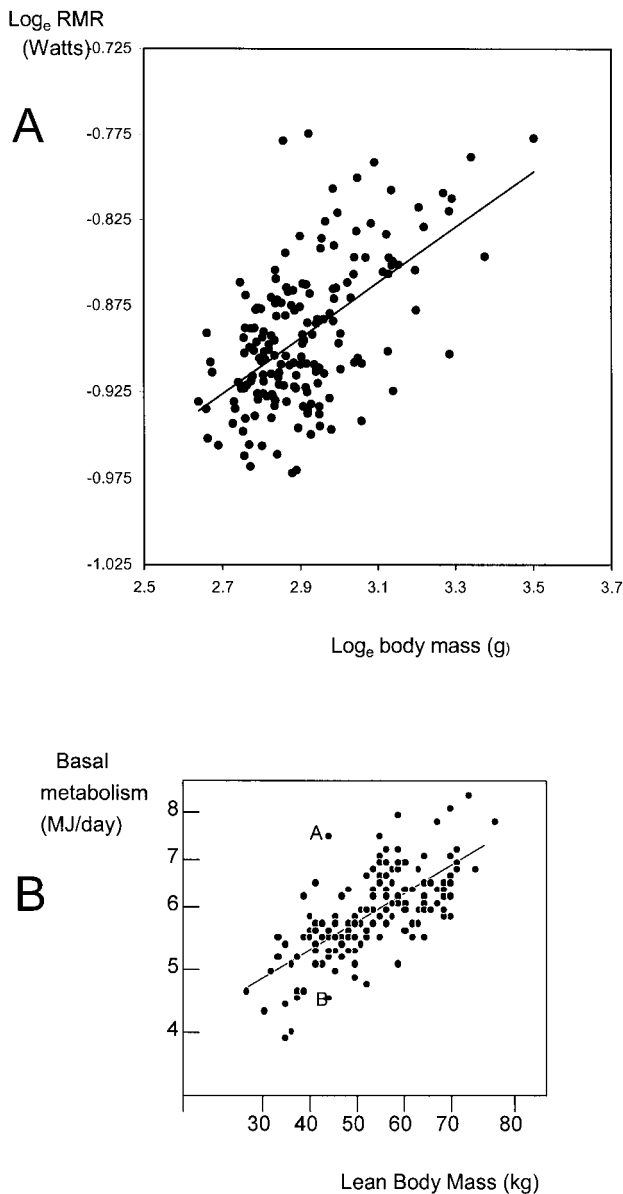 Loge RMR
(Watts)
A
-0.725
-0.775
-0.825
-0.875
-0.925
-0.975
-1.025
2.5 2.7 2.9 3.1 3.3 3.5 3.7
Loge body mass (g)
Basal
metabolism
(MJ/day)
B
8
7
6
5
4
A
B
30 40 50 60 70 80
Lean Body Mass (kg)